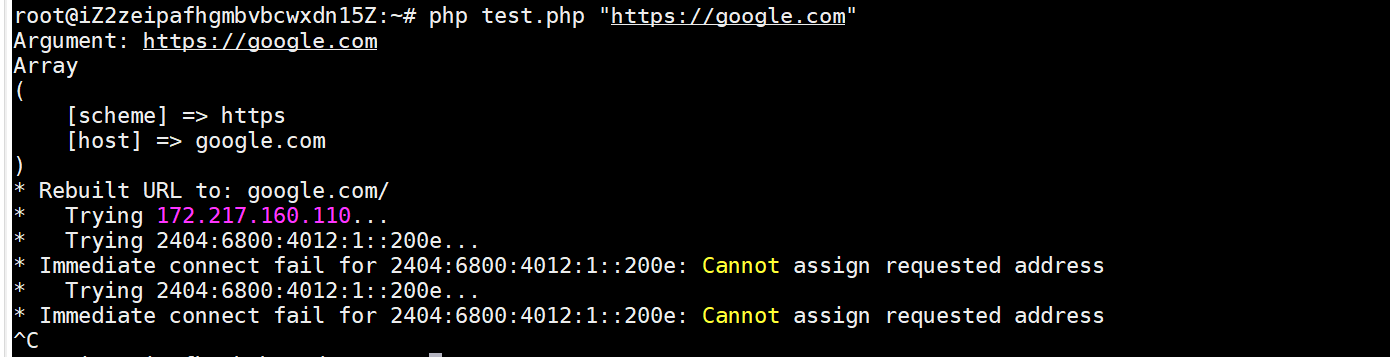 root@iZ2zeipafhgmbvbcwxdn15Z:~# php test.php "https://google.com"
Argument: https://google.com
Array
(
    [scheme] => https
    [host] => google.com
)
* Rebuilt URL to: google.com/
*   Trying 172.217.160.110...
*   Trying 2404:6800:4012:1::200e...
* Immediate connect fail for 2404:6800:4012:1::200e: Cannot assign requested address
*   Trying 2404:6800:4012:1::200e...
* Immediate connect fail for 2404:6800:4012:1::200e: Cannot assign requested address
^C